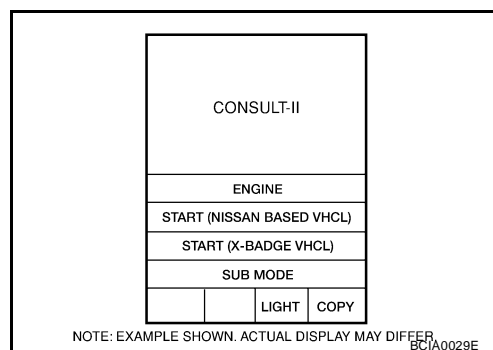 CONSULT-II
ENGINE
START (NISSAN BASED VHCL)
START (X-BADGE VHCL)
SUB MODE
LIGHT COPY
NOTE: EXAMPLE SHOWN. ACTUAL DISPLAY MAY DIFFER.
BCIA0029E